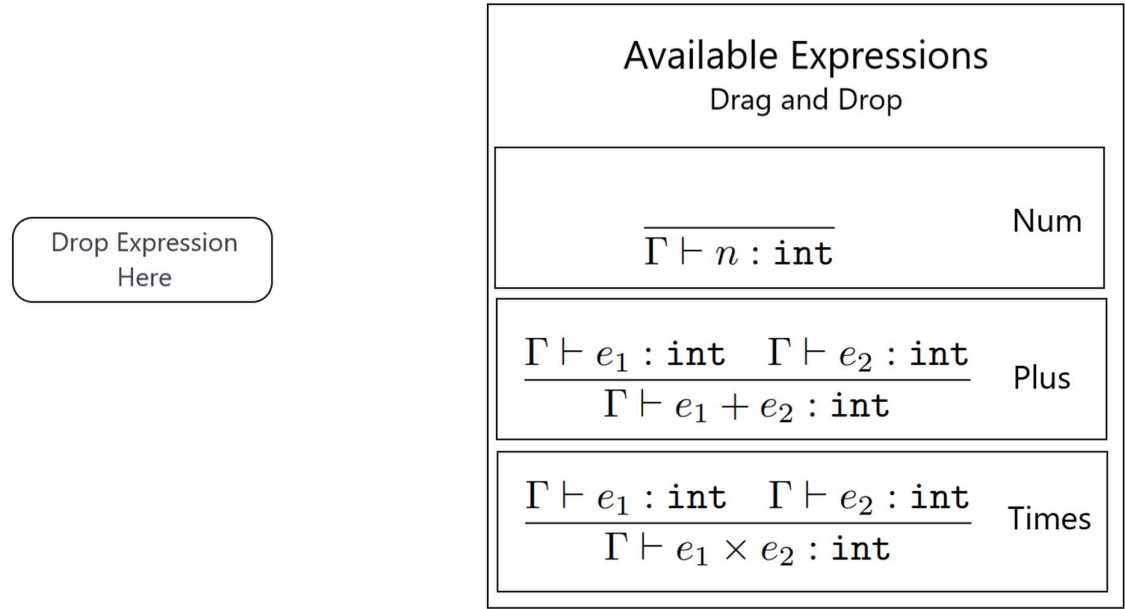 Available Expressions
Drag and Drop
Drop Expression
Here
Γ ⊢ n : int
Num
Γ ⊢ e₁ : int Γ ⊢ e₂ : int
Γ ⊢ e₁ + e₂ : int
Plus
Γ ⊢ e₁ : int Γ ⊢ e₂ : int
Γ ⊢ e₁ × e₂ : int
Times